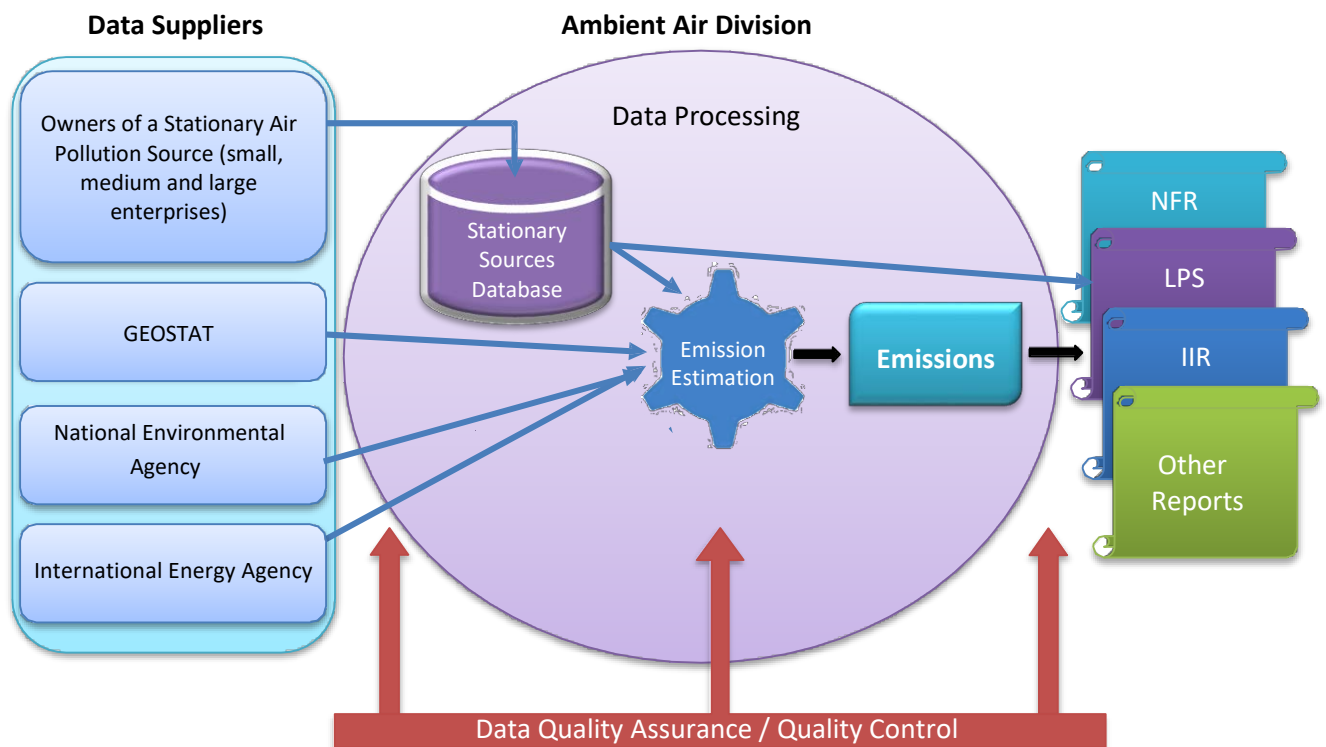 Data Suppliers
Ambient Air Division
Owners of a Stationary Air
Pollution Source (small,
medium and large
enterprises)
GEOSTAT
National Environmental
Agency
International Energy Agency
Data Processing
Stationary
Sources
Database
Emission
Estimation
Emissions
NFR
LPS
IIR
Other
Reports
Data Quality Assurance / Quality Control